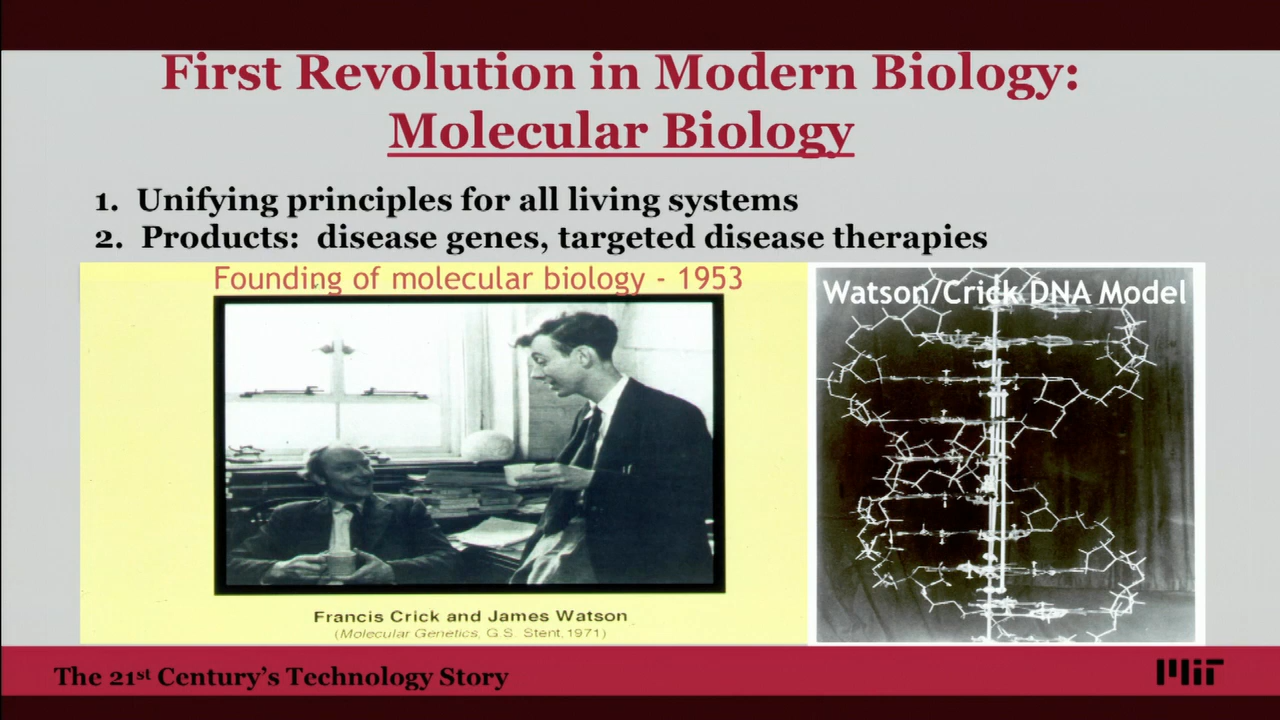 First Revolution in Modern Biology:
Molecular Biology
1. Unifying principles for all living systems
2. Products: disease genes, targeted disease therapies
Founding of molecular biology - 1953
Watson/Crick DNA Model
Francis Crick and James Watson
(Molecular Genetics, G.S. Stent, 1971)
The 21st Century's Technology Story
MIT